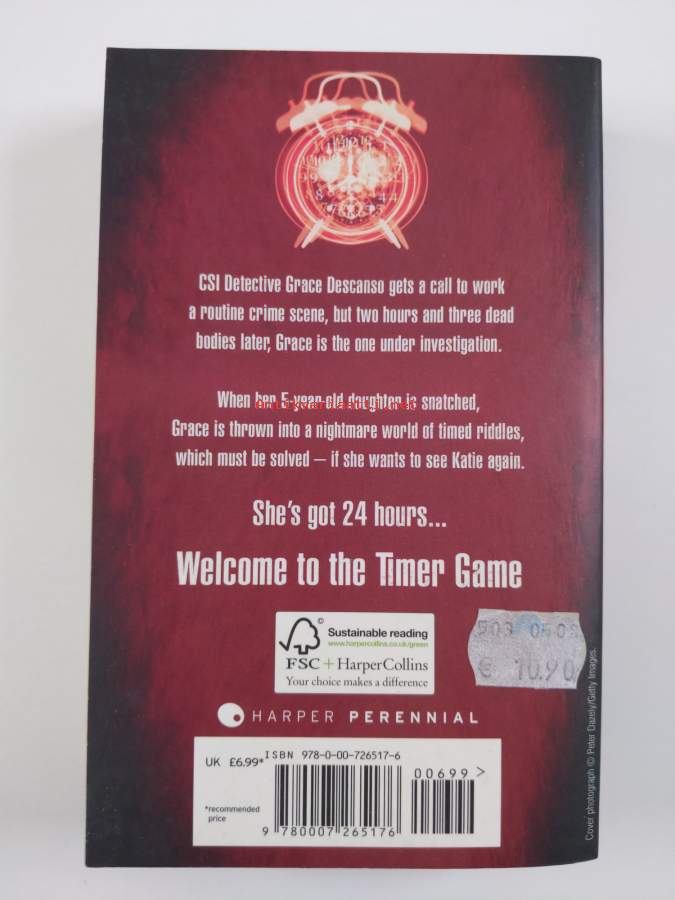 CSI Detective Grace Descanso gets a call to work
a routine crime scene, but two hours and three dead
bodies later, Grace is the one under investigation.
When her 5-year-old daughter is snatched,
Grace is thrown into a nightmare world of timed riddles,
which must be solved – if she wants to see Katie again.
She's got 24 hours...
Welcome to the Timer Game
©
Sustainable reading
www.harpercollins.co.uk/green
FSC + HarperCollins
Your choice makes a difference
€ 10.90
HARPER PERENNIAL
UK £6.99*
ISBN 978-0-00-726517-6
00699 >
*recommended
price
9 780007 265176
Cover photograph © Peter Dazely/Getty Images.